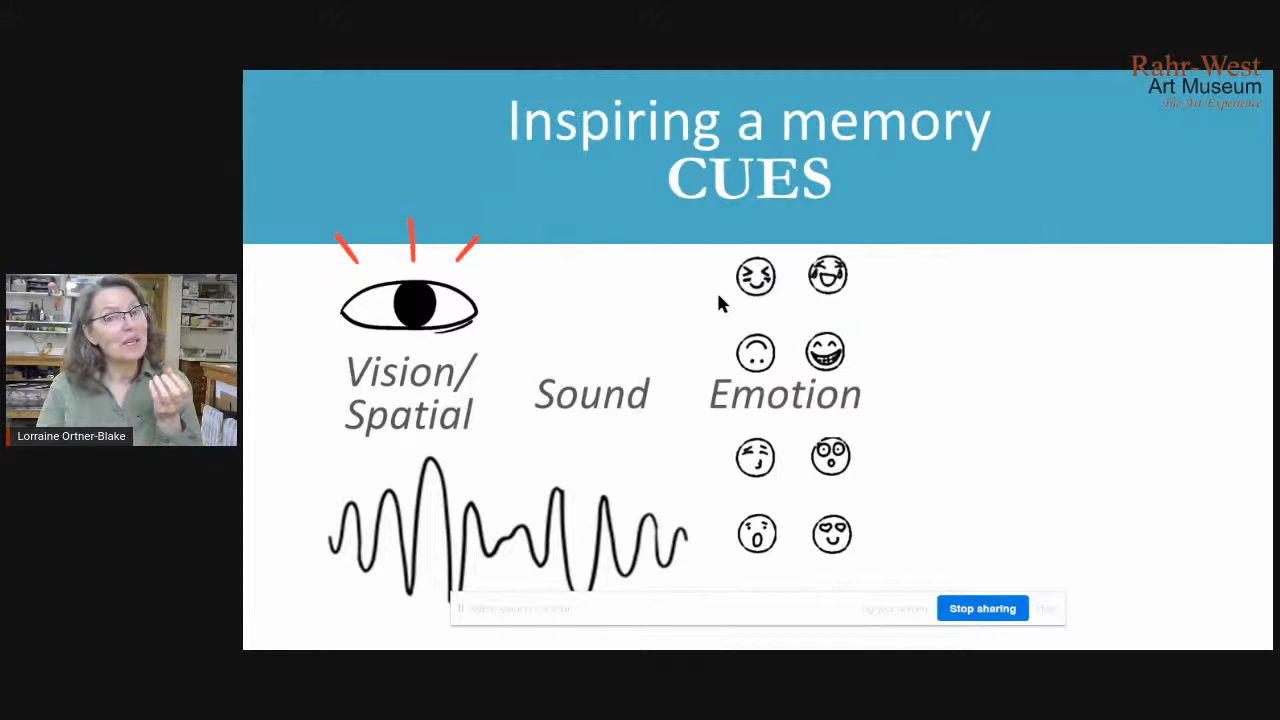 Rahr-West
Art Museum
The Art Experience
Inspiring a memory
CUES
Vision/
Spatial
Sound
Emotion
Lorraine Ortner-Blake
Stop sharing